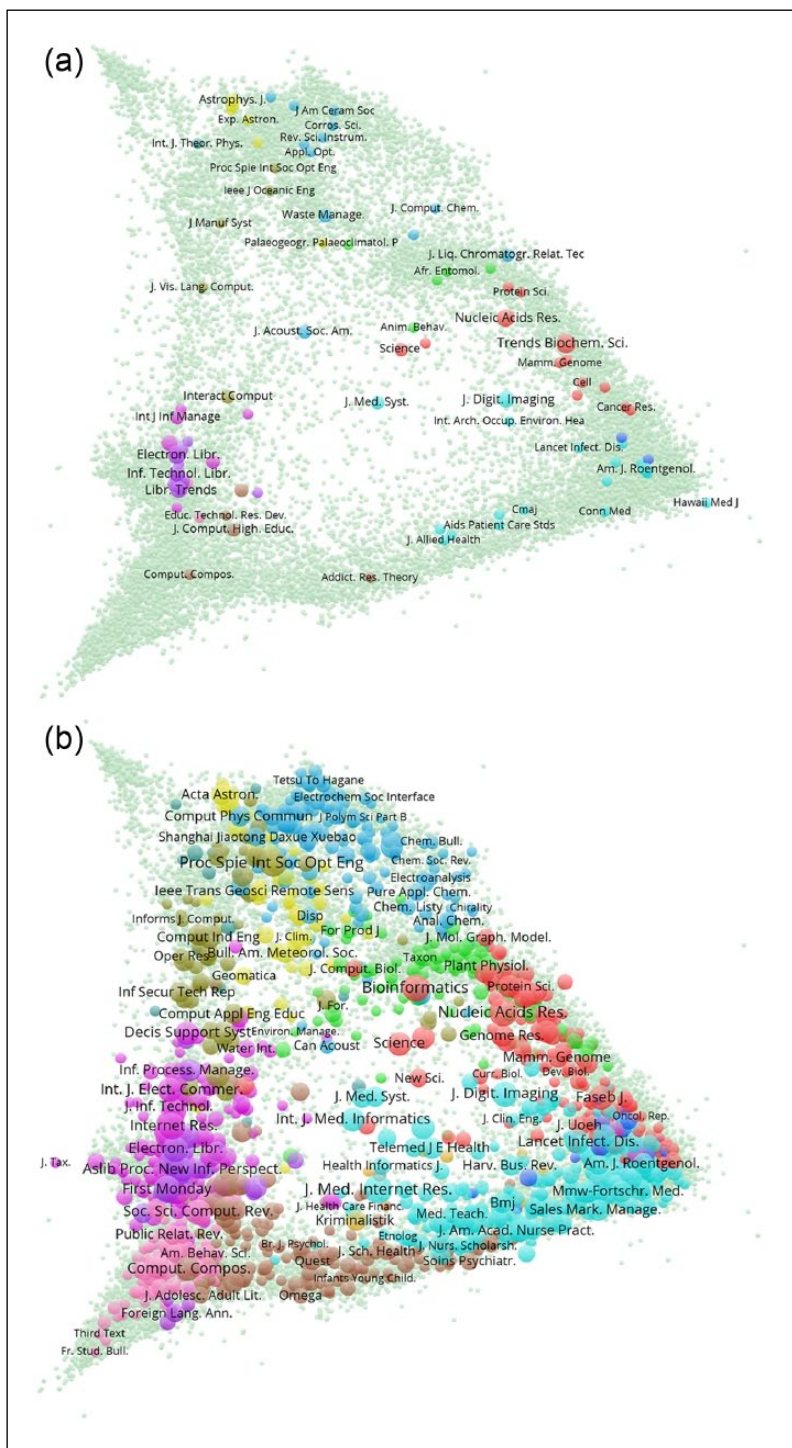 (a)
Astrophys. J.
J Am Ceram Soc
Exp. Astron.
Corros. Sci.
Rev. Sci Instrum.
Int. J. Theor. Phys.
Appl. Opt.
Proc Spie Int Soc Opt Eng
Ieee J Oceanic Eng
J. Comput. Chem.
Waste Manage.
J Manuf Syst
Palaeogeogr. Palaeoclimatol. P
J. Liq. Chromatogr. Relat. Tec
Afr. Entomol.
J. Vis. Lang. Comput.
Protein Sci.
Nucleic Acids Res.
J. Acoust. Soc. Am.
Anim. Behav.
Science
Trends Biochem. Sci.
Mamm. Genome
Cell
Interact Comput
J. Med. Syst.
J. Digit. Imaging
Cancer Res.
Int J Inf Manage
Int. Arch. Occup. Environ. Hea
Electron. Libr.
Lancet Infect. Dis.
Inf. Technol. Libr.
Am. J. Roentgenol.
Libr. Trends
Hawaii Med J
Educ. Technol. Res. Dev.
Cmaj
Conn Med
J. Comput. High. Educ.
Aids Patient Care Stds
J. Allied Health
Comput. Compos.
Addict. Res. Theory
(b)
Tetsu To Hagane
Acta Astron.
Electrochem Soc Interface
Comput Phys Commun
J Polym Sci Part B
Shanghai Jiaotong Daxue Xuebao
Chem. Bull.
Proc Spie Int Soc Opt Eng
Chem. Soc. Rev.
Electroanalysis
Ieee Trans Geosci Remote Sens
Pure Appl. Chem.
Chem. Listy
Chirality
Informs J. Comput.
Disp
Anal. Chem.
For Prod J
Comput Ind Eng
J. Clim.
J. Mol. Graph. Model.
Oper Res
Bull. Am. Meteorol. Soc.
Taxon
Geomatica
J. Comput. Biol.
Plant Physiol.
Inf Secur Tech Rep
Bioinformatics
Protein Sci.
Comput Appl Eng Educ
J. For.
Nucleic Acids Res.
Decis Support Syst
Environ. Manage.
Genome Res.
Water Int.
Can Acoust
Science
Inf. Process. Manage.
Mamm. Genome
New Sci.
Curr. Biol.
Dev. Biol.
Int. J. Elect. Commer.
J. Med. Syst.
J. Digit. Imaging
Faseb J.
J. Inf. Technol.
Oncol. Rep.
Internet Res.
Int. J. Med. Informatics
J. Clin. Eng.
J. Uoeh
Electron. Libr.
Telemed J E Health
Lancet Infect. Dis.
J. Tax.
Aslib Proc. New Inf. Perspect.
Health Informatics J.
Harv. Bus. Rev.
Am. J. Roentgenol.
First Monday
J. Med. Internet Res.
Mmw-Fortschr. Med.
Soc. Sci. Comput. Rev.
J. Health Care Financ.
Bmj
Kriminalistik
Med. Teach.
Sales Mark. Manage.
Public Relat. Rev.
Etnolog
J. Am. Acad. Nurse Pract.
Am. Behav. Sci.
Br. J. Psychol.
J. Nurs. Scholarsh.
Comput. Compos.
Quest
J. Sch. Health
Soins Psychiatr.
Infants Young Child.
J. Adolesc. Adult Lit.
Omega
Foreign Lang. Ann.
Third Text
Fr. Stud. Bull.